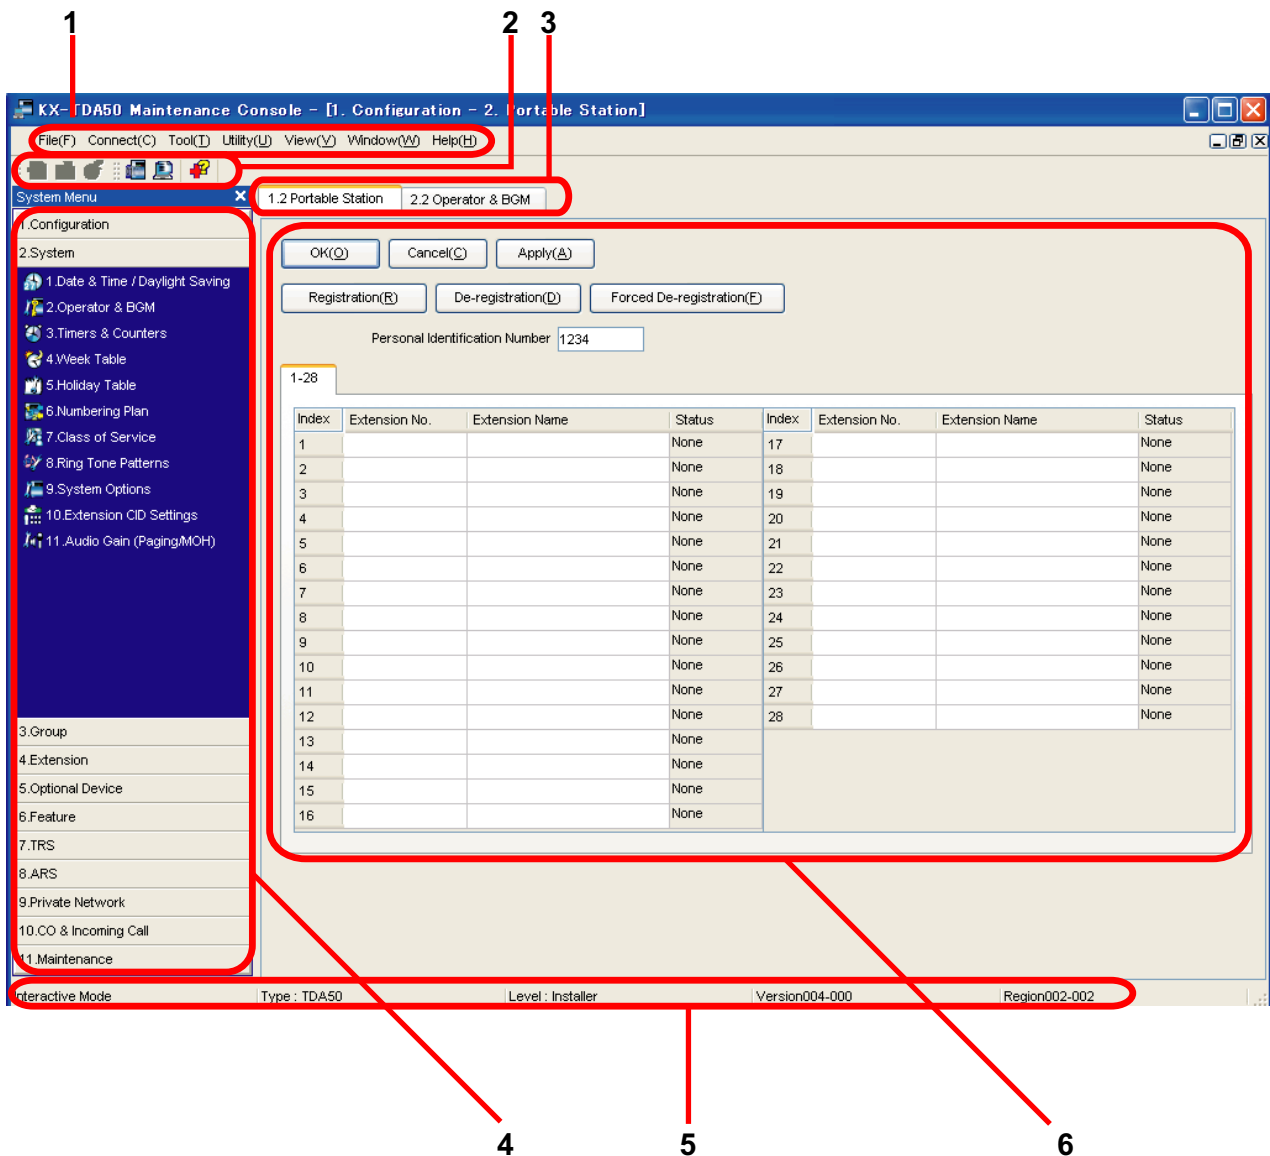 1
2 3
KX-TDA50 Maintenance Console - [1. Configuration - 2. Portable Station]
File(F) Connect(C) Tool(T) Utility(U) View(V) Window(W) Help(H)
System Menu
1.2 Portable Station 2.2 Operator & BGM
1.Configuration
2.System
1.Date & Time / Daylight Saving
2.Operator & BGM
3.Timers & Counters
4.Week Table
5.Holiday Table
6.Numbering Plan
7.Class of Service
8.Ring Tone Patterns
9.System Options
10.Extension CID Settings
11.Audio Gain (Paging/MOH)
3.Group
4.Extension
5.Optional Device
6.Feature
7.TRS
8.ARS
9.Private Network
10.CO & Incoming Call
11.Maintenance
OK(O) Cancel(C) Apply(A)
Registration(R) De-registration(D) Forced De-registration(F)
Personal Identification Number 1234
1-28
Index Extension No. Extension Name Status Index Extension No. Extension Name Status
1 None 17 None
2 None 18 None
3 None 19 None
4 None 20 None
5 None 21 None
6 None 22 None
7 None 23 None
8 None 24 None
9 None 25 None
10 None 26 None
11 None 27 None
12 None 28 None
13 None
14 None
15 None
16 None
Interactive Mode Type : TDA50 Level : Installer Version004-000 Region002-002
4 5 6